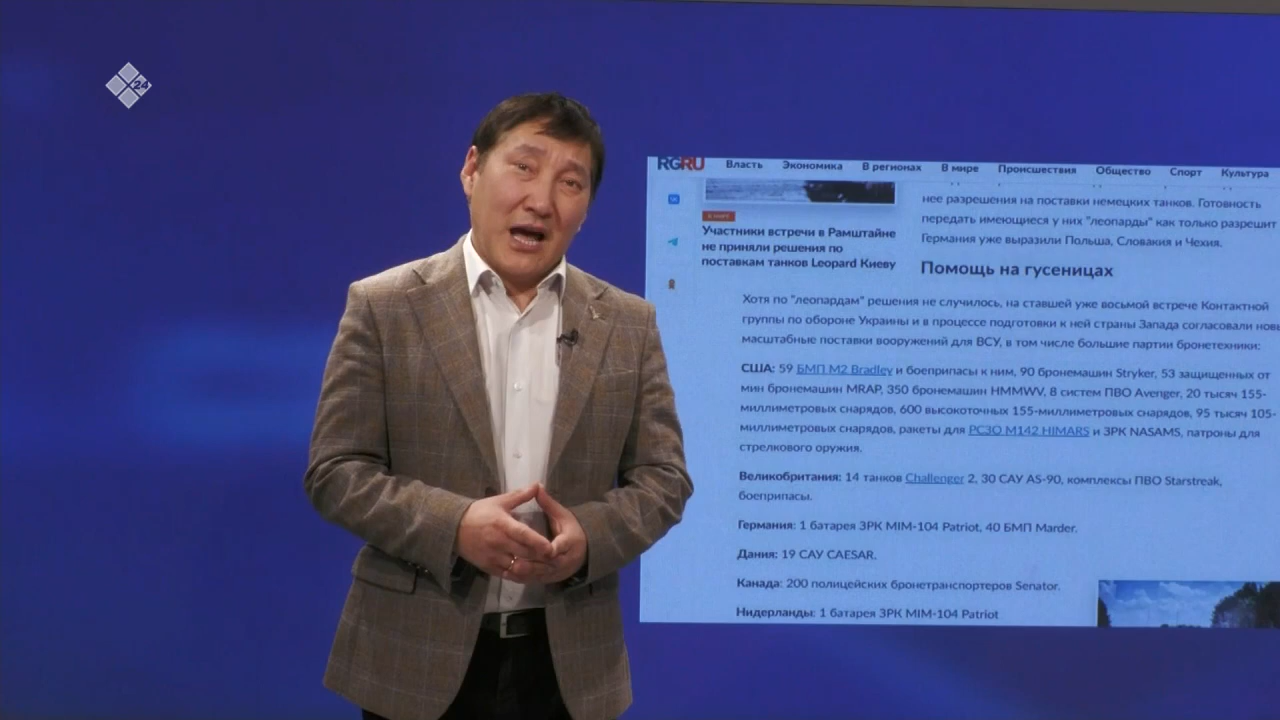 24
RGRU Власть Экономика В регионах В мире Происшествия Общество Спорт Культура
Участники встречи в Рамштайне
не приняли решения по
поставкам танков Leopard Киеву
нее разрешения на поставки немецких танков. Готовность
передать имеющиеся у них "леопарды" как только разрешит
Германия уже выразили Польша, Словакия и Чехия.
Помощь на гусеницах
Хотя по "леопардам" решения не случилось, на ставшей уже восьмой встрече Контактной
группы по обороне Украины и в процессе подготовки к ней страны Запада согласовали новы
масштабные поставки вооружений для ВСУ, в том числе большие партии бронетехники:
США: 59 БМП M2 Bradley и боеприпасы к ним, 90 бронемашин Stryker, 53 защищенных от
мин бронемашин MRAP, 350 бронемашин HMMWV, 8 систем ПВО Avenger, 20 тысяч 155-
миллиметровых снарядов, 600 высокоточных 155-миллиметровых снарядов, 95 тысяч 105-
миллиметровых снарядов, ракеты для РСЗО M142 HIMARS и ЗРК NASAMS, патроны для
стрелкового оружия.
Великобритания: 14 танков Challenger 2, 30 САУ AS-90, комплексы ПВО Starstreak,
боеприпасы.
Германия: 1 батарея ЗРК MIM-104 Patriot, 40 БМП Marder.
Дания: 19 САУ CAESAR.
Канада: 200 полицейских бронетранспортеров Senator.
Нидерланды: 1 батарея ЗРК MIM-104 Patriot